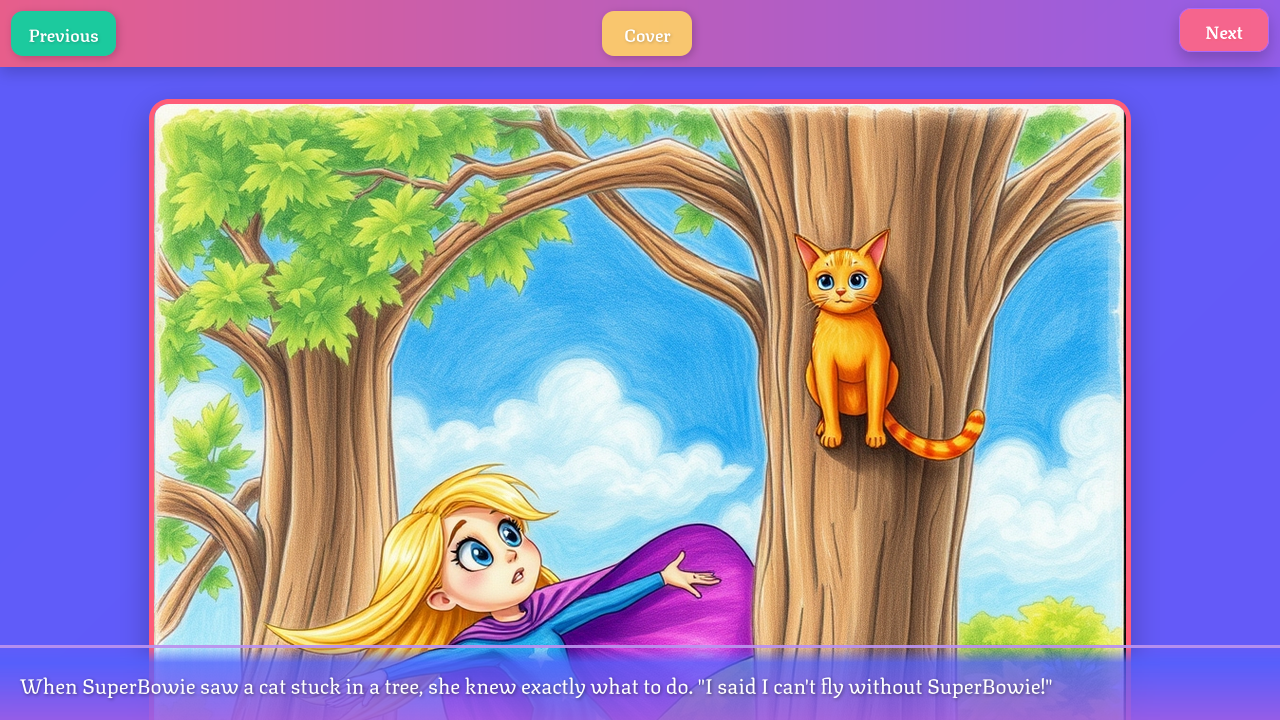 Previous
Cover
Next
When SuperBowie saw a cat stuck in a tree, she knew exactly what to do. "I said I can't fly without SuperBowie!"